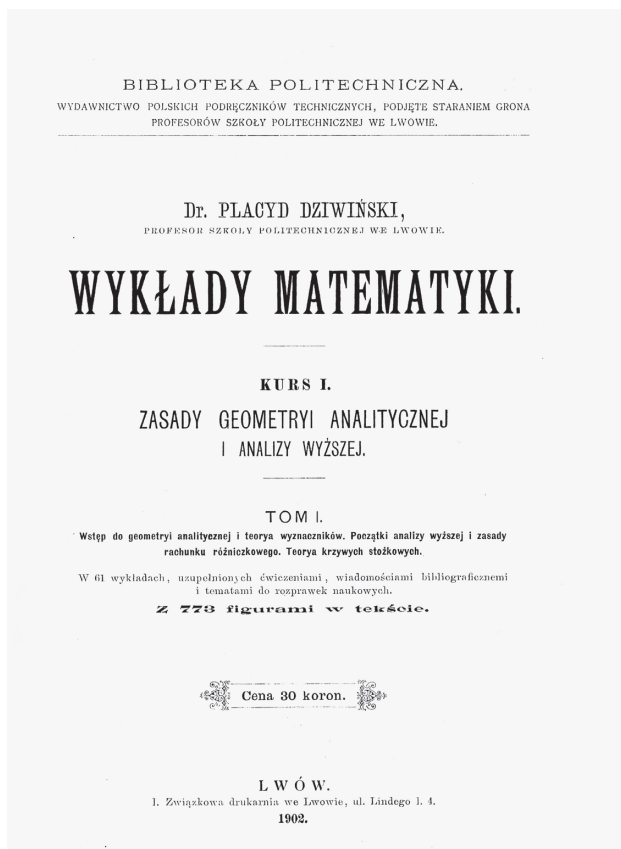 BIBLIOTEKA POLITECHNICZNA.
WYDAWNICTWO POLSKICH PODRĘCZNIKÓW TECHNICZNYCH, PODJĘTE STARANIEM GRONA
PROFESORÓW SZKOŁY POLITECHNICZNEJ WE LWOWIE.
Dr. PLACYD DZIWIŃSKI,
PROFESOR SZKOŁY POLITECHNICZNEJ WE LWOWIE.
WYKŁADY MATEMATYKI.
KURS I.
ZASADY GEOMETRYI ANALITYCZNEJ
I ANALIZY WYŻSZEJ.
TOM I.
Wstęp do geometryi analitycznej i teorya wyznaczników. Początki analizy wyższej i zasady
rachunku różniczkowego. Teorya krzywych stożkowych.
W 61 wykładach, uzupełnionych ćwiczeniami, wiadomościami bibliograficznemi
i tematami do rozprawek naukowych.
Z 773 figurami w tekście.
Cena 30 koron.
LWÓW.
I. Związkowa drukarnia we Lwowie, ul. Lindego l. 4.
1902.